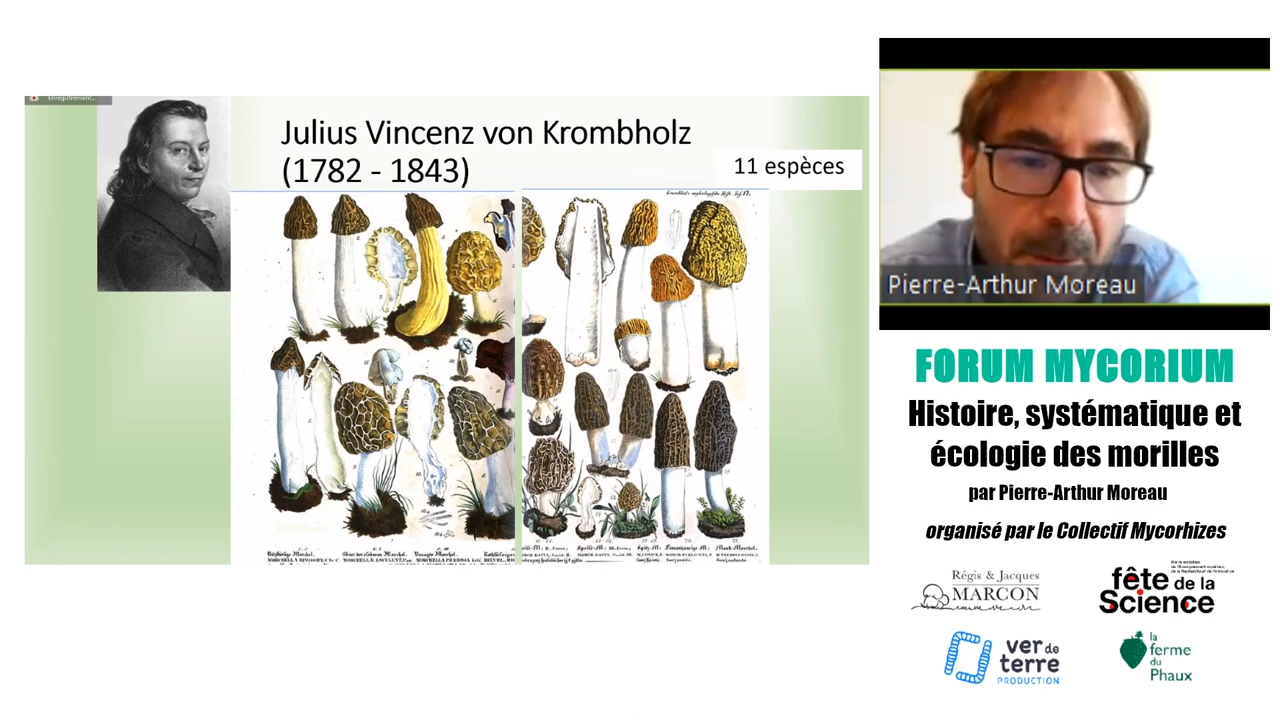 Enregistrement...
Julius Vincenz von Krombholz
(1782 - 1843)
11 espèces
Pierre-Arthur Moreau
FORUM MYCORIUM
Histoire, systématique et
écologie des morilles
par Pierre-Arthur Moreau
organisé par le Collectif Mycorhizes
Régis & Jacques
MARCON
fête de la
Science
ver de
terre
PRODUCTION
la
ferme
du
Phaux